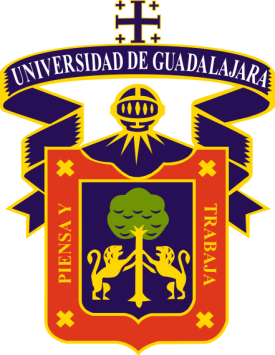 UNIVERSIDAD DE GUADALAJARA
PIENSA Y
TRABAJA